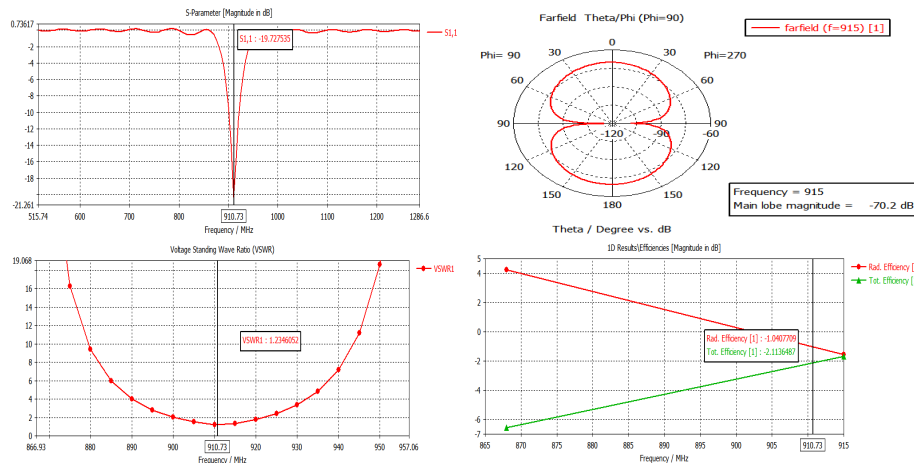 S-Parameter [Magnitude in dB]
0.73617
-2
-4
-6
-8
-10
-12
-14
-16
-18
-21.261
S1,1 : -19.727535
S1,1
515.74 600 700 800 910.73 1000 1100 1200 1286.6
Frequency / MHz
Farfield Theta/Phi (Phi=90)
farfield (f=915) [1]
Phi= 90 30 0 30 Phi=270
60 60
90 -120 -90 90
-60
120 120
150 180 150
Frequency = 915
Main lobe magnitude = -70.2 dB
Theta / Degree vs. dB
Voltage Standing Wave Ratio (VSWR)
19.068
16
14
12
10
8
6
4
2
0
VSWR1 : 1.2346052
VSWR1
866.93 880 890 900 910.73 920 930 940 950 957.06
Frequency / MHz
1D Results\Efficiencies [Magnitude in dB]
5
4
2
0
-2
-4
-6
-7
Rad. Efficiency [1] : -1.0407709
Tot. Efficiency [1] : -2.1136487
Rad. Efficiency [
Tot. Efficiency [
865 870 875 880 885 890 895 900 905 910.73 915
Frequency / MHz